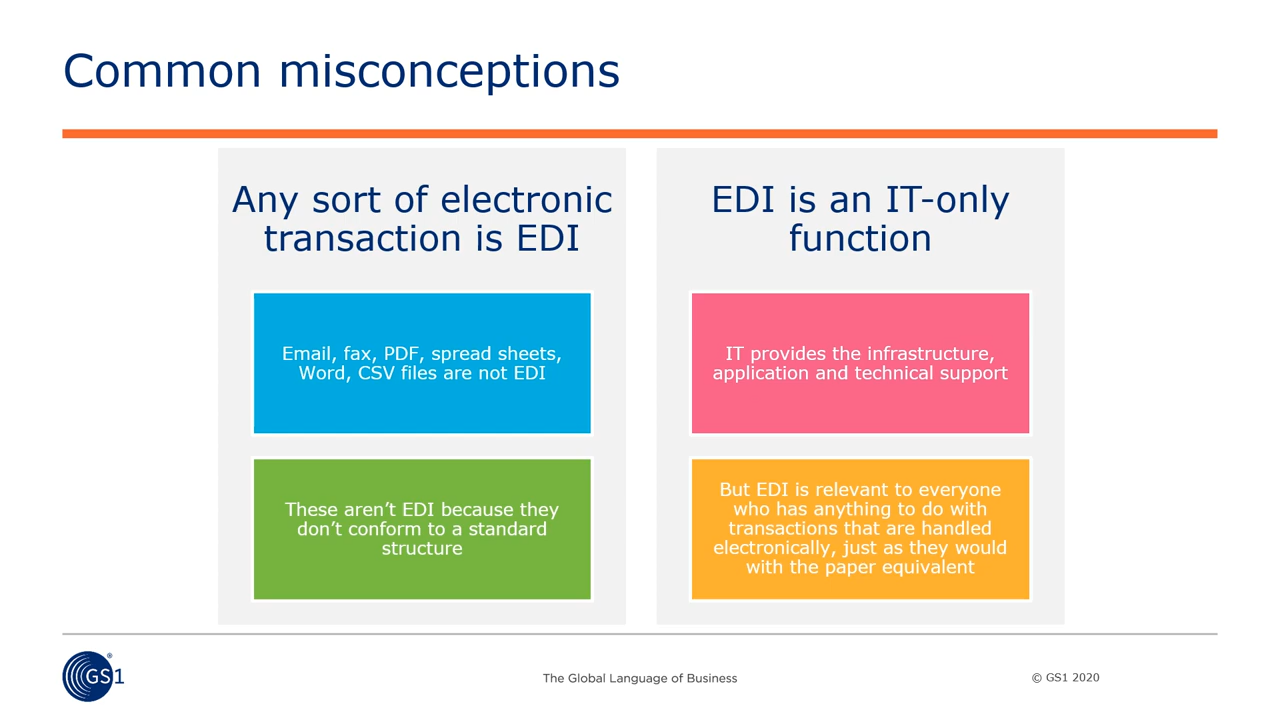 Common misconceptions
Any sort of electronic
transaction is EDI
Email, fax, PDF, spread sheets,
Word, CSV files are not EDI
These aren’t EDI because they
don’t conform to a standard
structure
EDI is an IT-only
function
IT provides the infrastructure,
application and technical support
But EDI is relevant to everyone
who has anything to do with
transactions that are handled
electronically, just as they would
with the paper equivalent
GS1®
The Global Language of Business
© GS1 2020